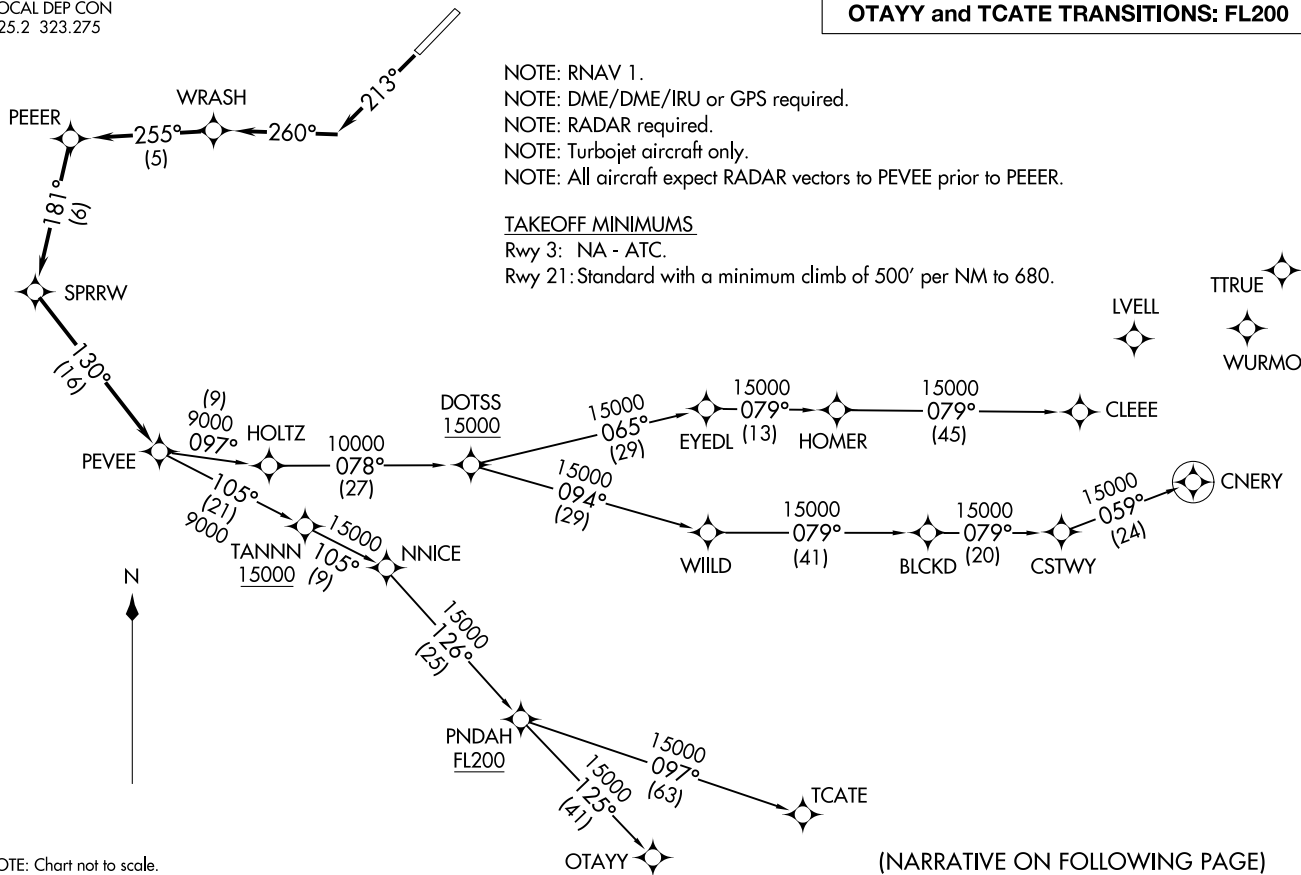 OCAL DEP CON
25.2 323.275
OTAYY and TCATE TRANSITIONS: FL200
NOTE: RNAV 1.
NOTE: DME/DME/IRU or GPS required.
NOTE: RADAR required.
NOTE: Turbojet aircraft only.
NOTE: All aircraft expect RADAR vectors to PEVEE prior to PEEER.
TAKEOFF MINIMUMS
Rwy 3: NA - ATC.
Rwy 21: Standard with a minimum climb of 500' per NM to 680.
213°
260°
WRASH
255°
(5)
PEEER
181°
(6)
SPRRW
130°
(16)
PEVEE
(9)
9000
097°
HOLTZ
10000
078°
(27)
DOTSS
15000
15000
065°
(29)
EYEDL
15000
079°
(13)
HOMER
15000
079°
(45)
CLEEE
LVELL
TTRUE
WURMO
15000
094°
(29)
WIILD
15000
079°
(41)
BLCKD
15000
079°
(20)
CSTWY
15000
059°
(24)
CNERY
105°
(21)
9000
TANNN
15000
15000
105°
(9)
NNICE
15000
126°
(25)
PNDAH
FL200
15000
097°
(63)
TCATE
15000
125°
(41)
OTAYY
N
OTE: Chart not to scale.
(NARRATIVE ON FOLLOWING PAGE)